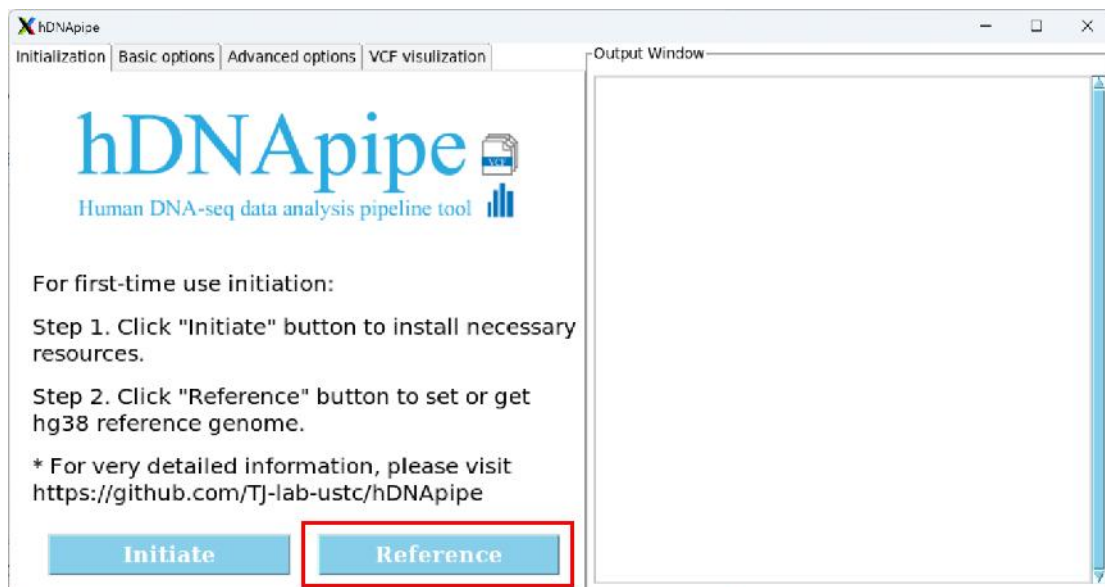 hDNApipe
Initialization Basic options Advanced options VCF visulization
Output Window
hDNApipe
VCF
Human DNA-seq data analysis pipeline tool
For first-time use initiation:
Step 1. Click "Initiate" button to install necessary
resources.
Step 2. Click "Reference" button to set or get
hg38 reference genome.
* For very detailed information, please visit
https://github.com/TJ-lab-ustc/hDNApipe
Initiate
Reference